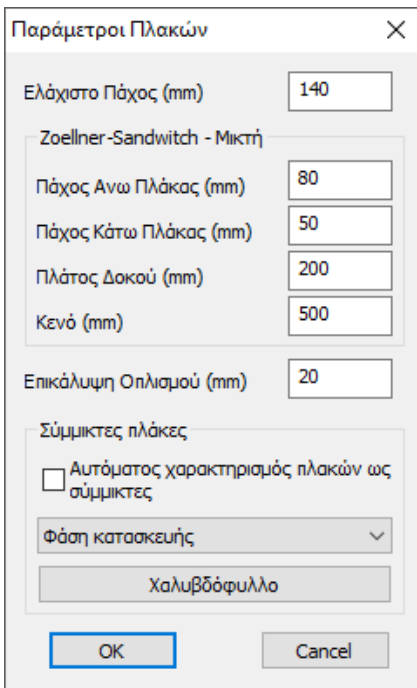 Παράμετροι Πλακών
Ελάχιστο Πάχος (mm) 140
Zoellner-Sandwitch - Μικτή
Πάχος Ανω Πλάκας (mm) 80
Πάχος Κάτω Πλάκας (mm) 50
Πλάτος Δοκού (mm) 200
Κενό (mm) 500
Επικάλυψη Οπλισμού (mm) 20
Σύμμικτες πλάκες
Αυτόματος χαρακτηρισμός πλακών ως
σύμμικτες
Φάση κατασκευής
Χαλυβδόφυλλο
OK Cancel